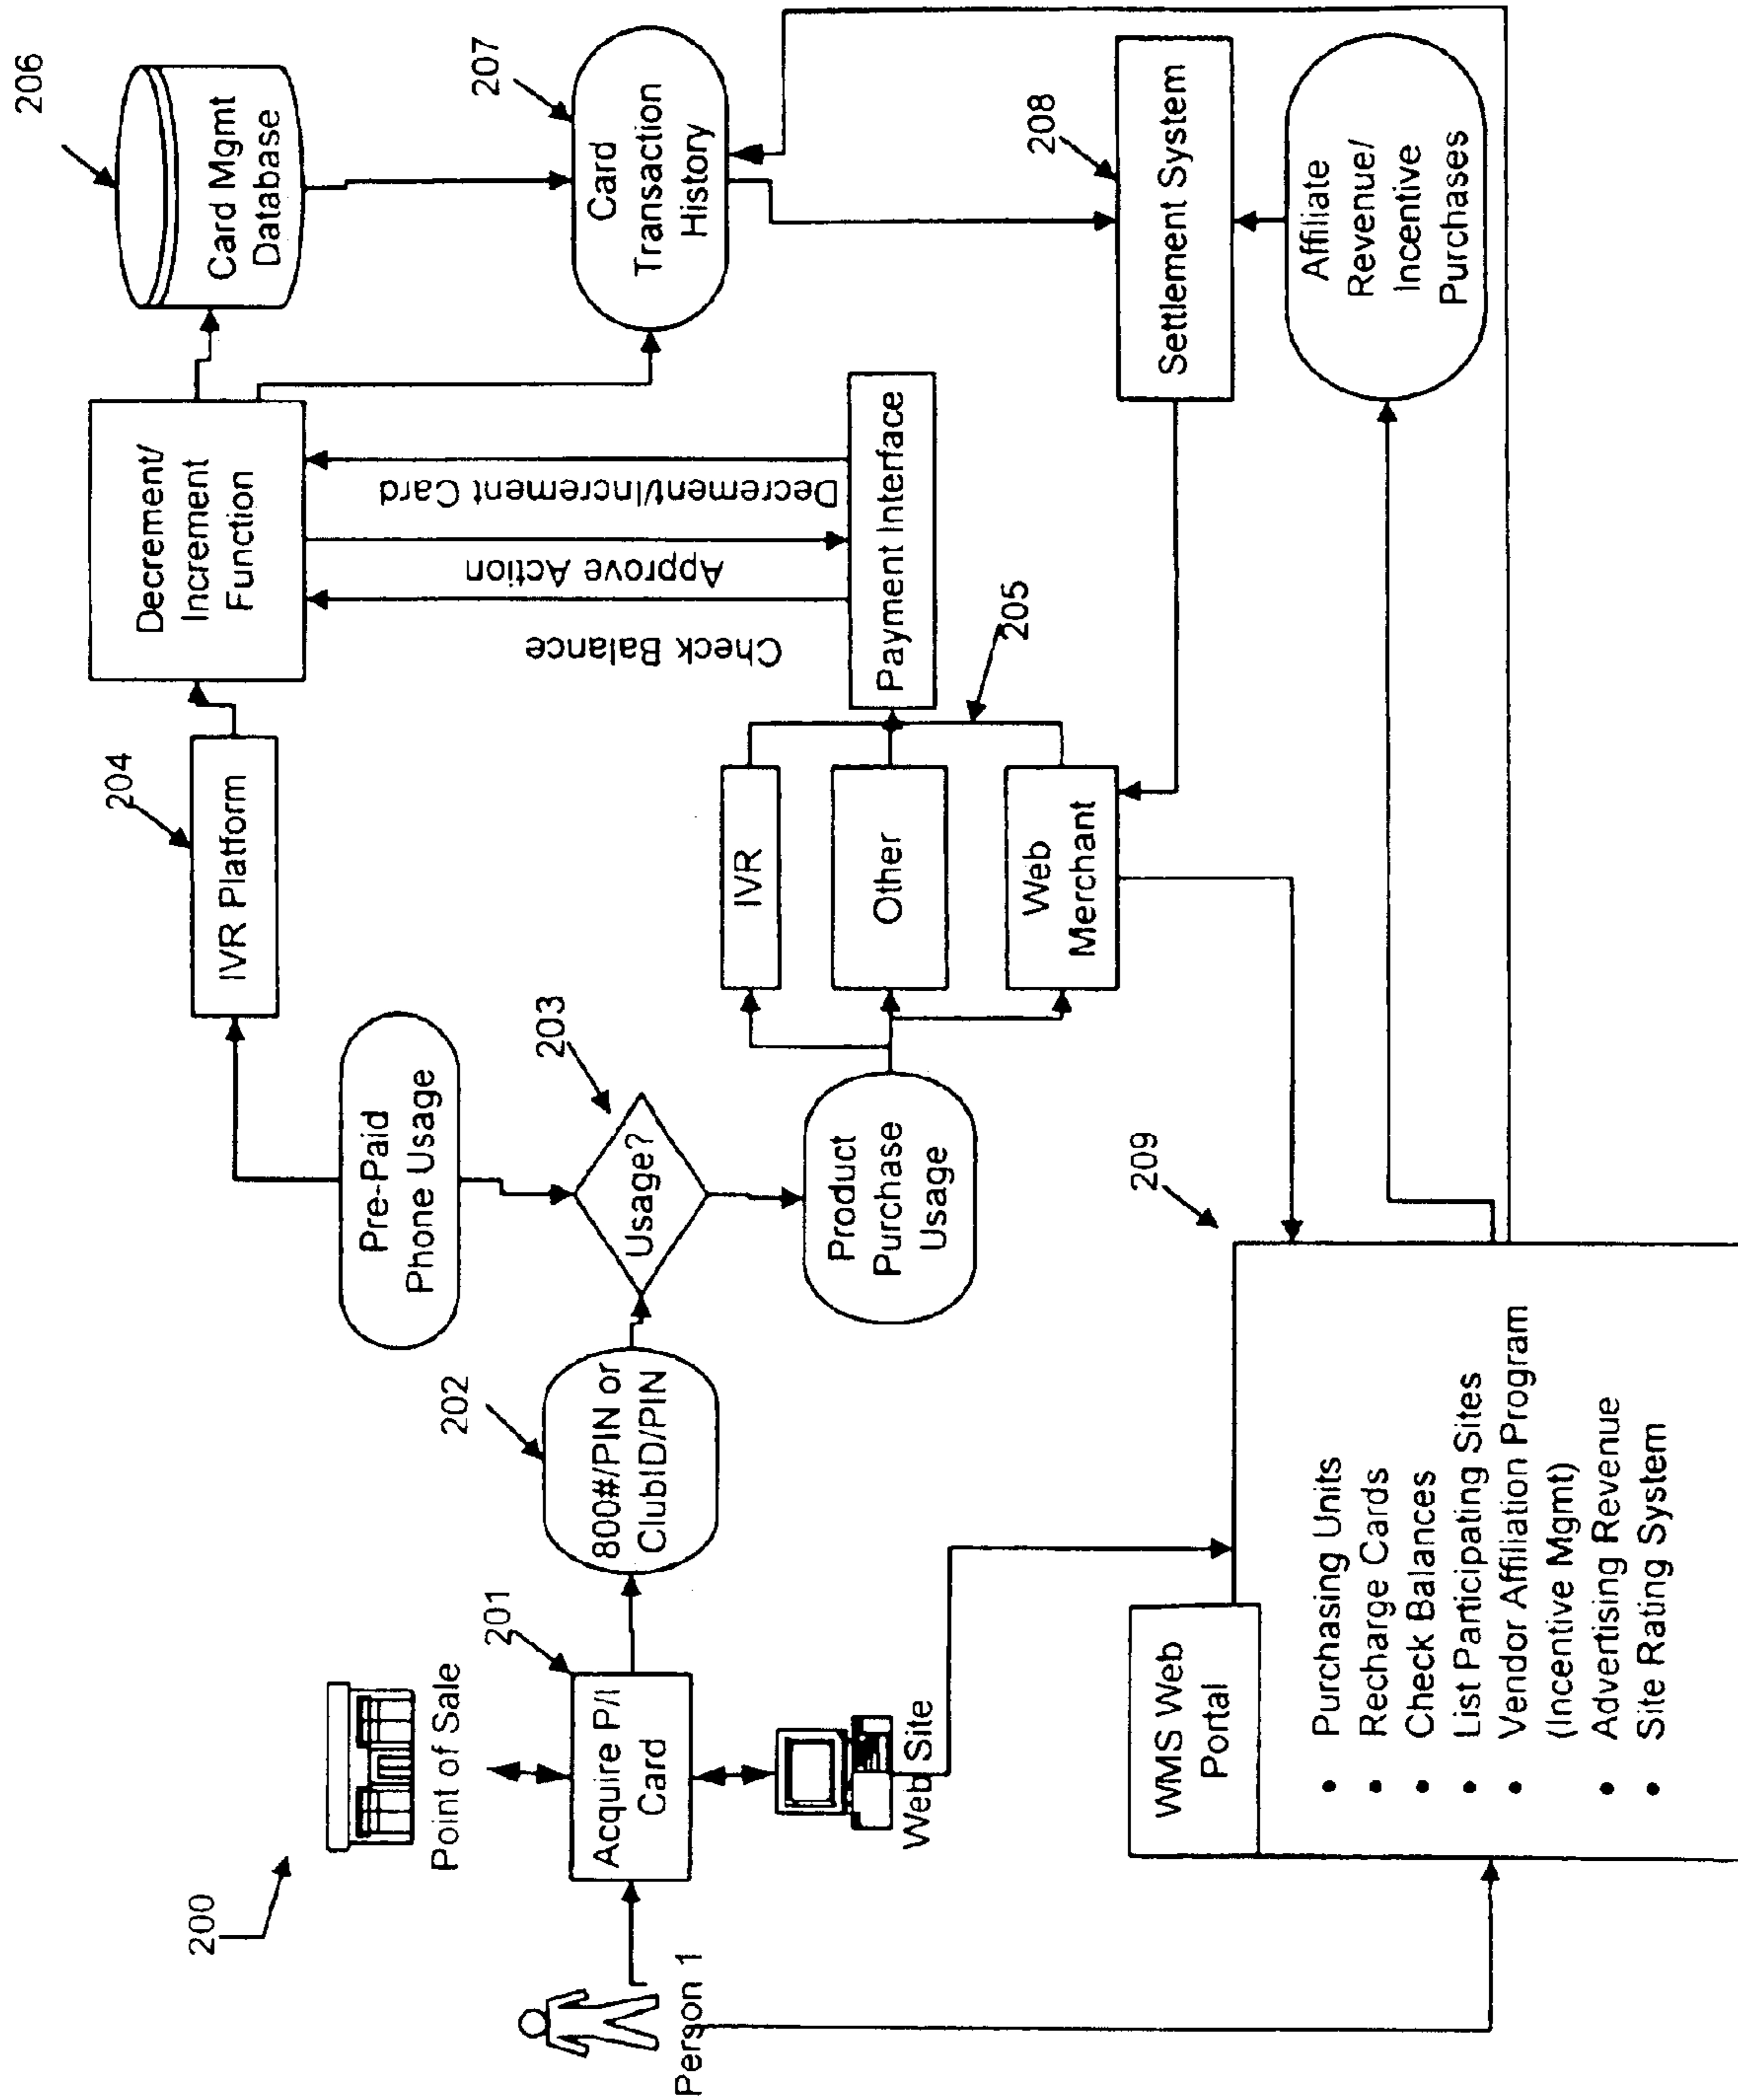 200
Point of Sale
201
Acquire P/I
Card
Person 1
Web Site
202
800#/PIN or
ClubID/PIN
Pre-Paid
Phone Usage
203
Usage?
Product
Purchase
Usage
204
IVR Platform
IVR
Other
Web
Merchant
205
Payment Interface
Decrement/
Increment
Function
Check Balance
Approve Action
Decrement/Increment Card
206
Card Mgmt
Database
207
Card
Transaction
History
208
Settlement System
Affiliate
Revenue/
Incentive
Purchases
209
WMS Web
Portal
• Purchasing Units
• Recharge Cards
• Check Balances
• List Participating Sites
• Vendor Affiliation Program
(Incentive Mgmt)
• Advertising Revenue
• Site Rating System